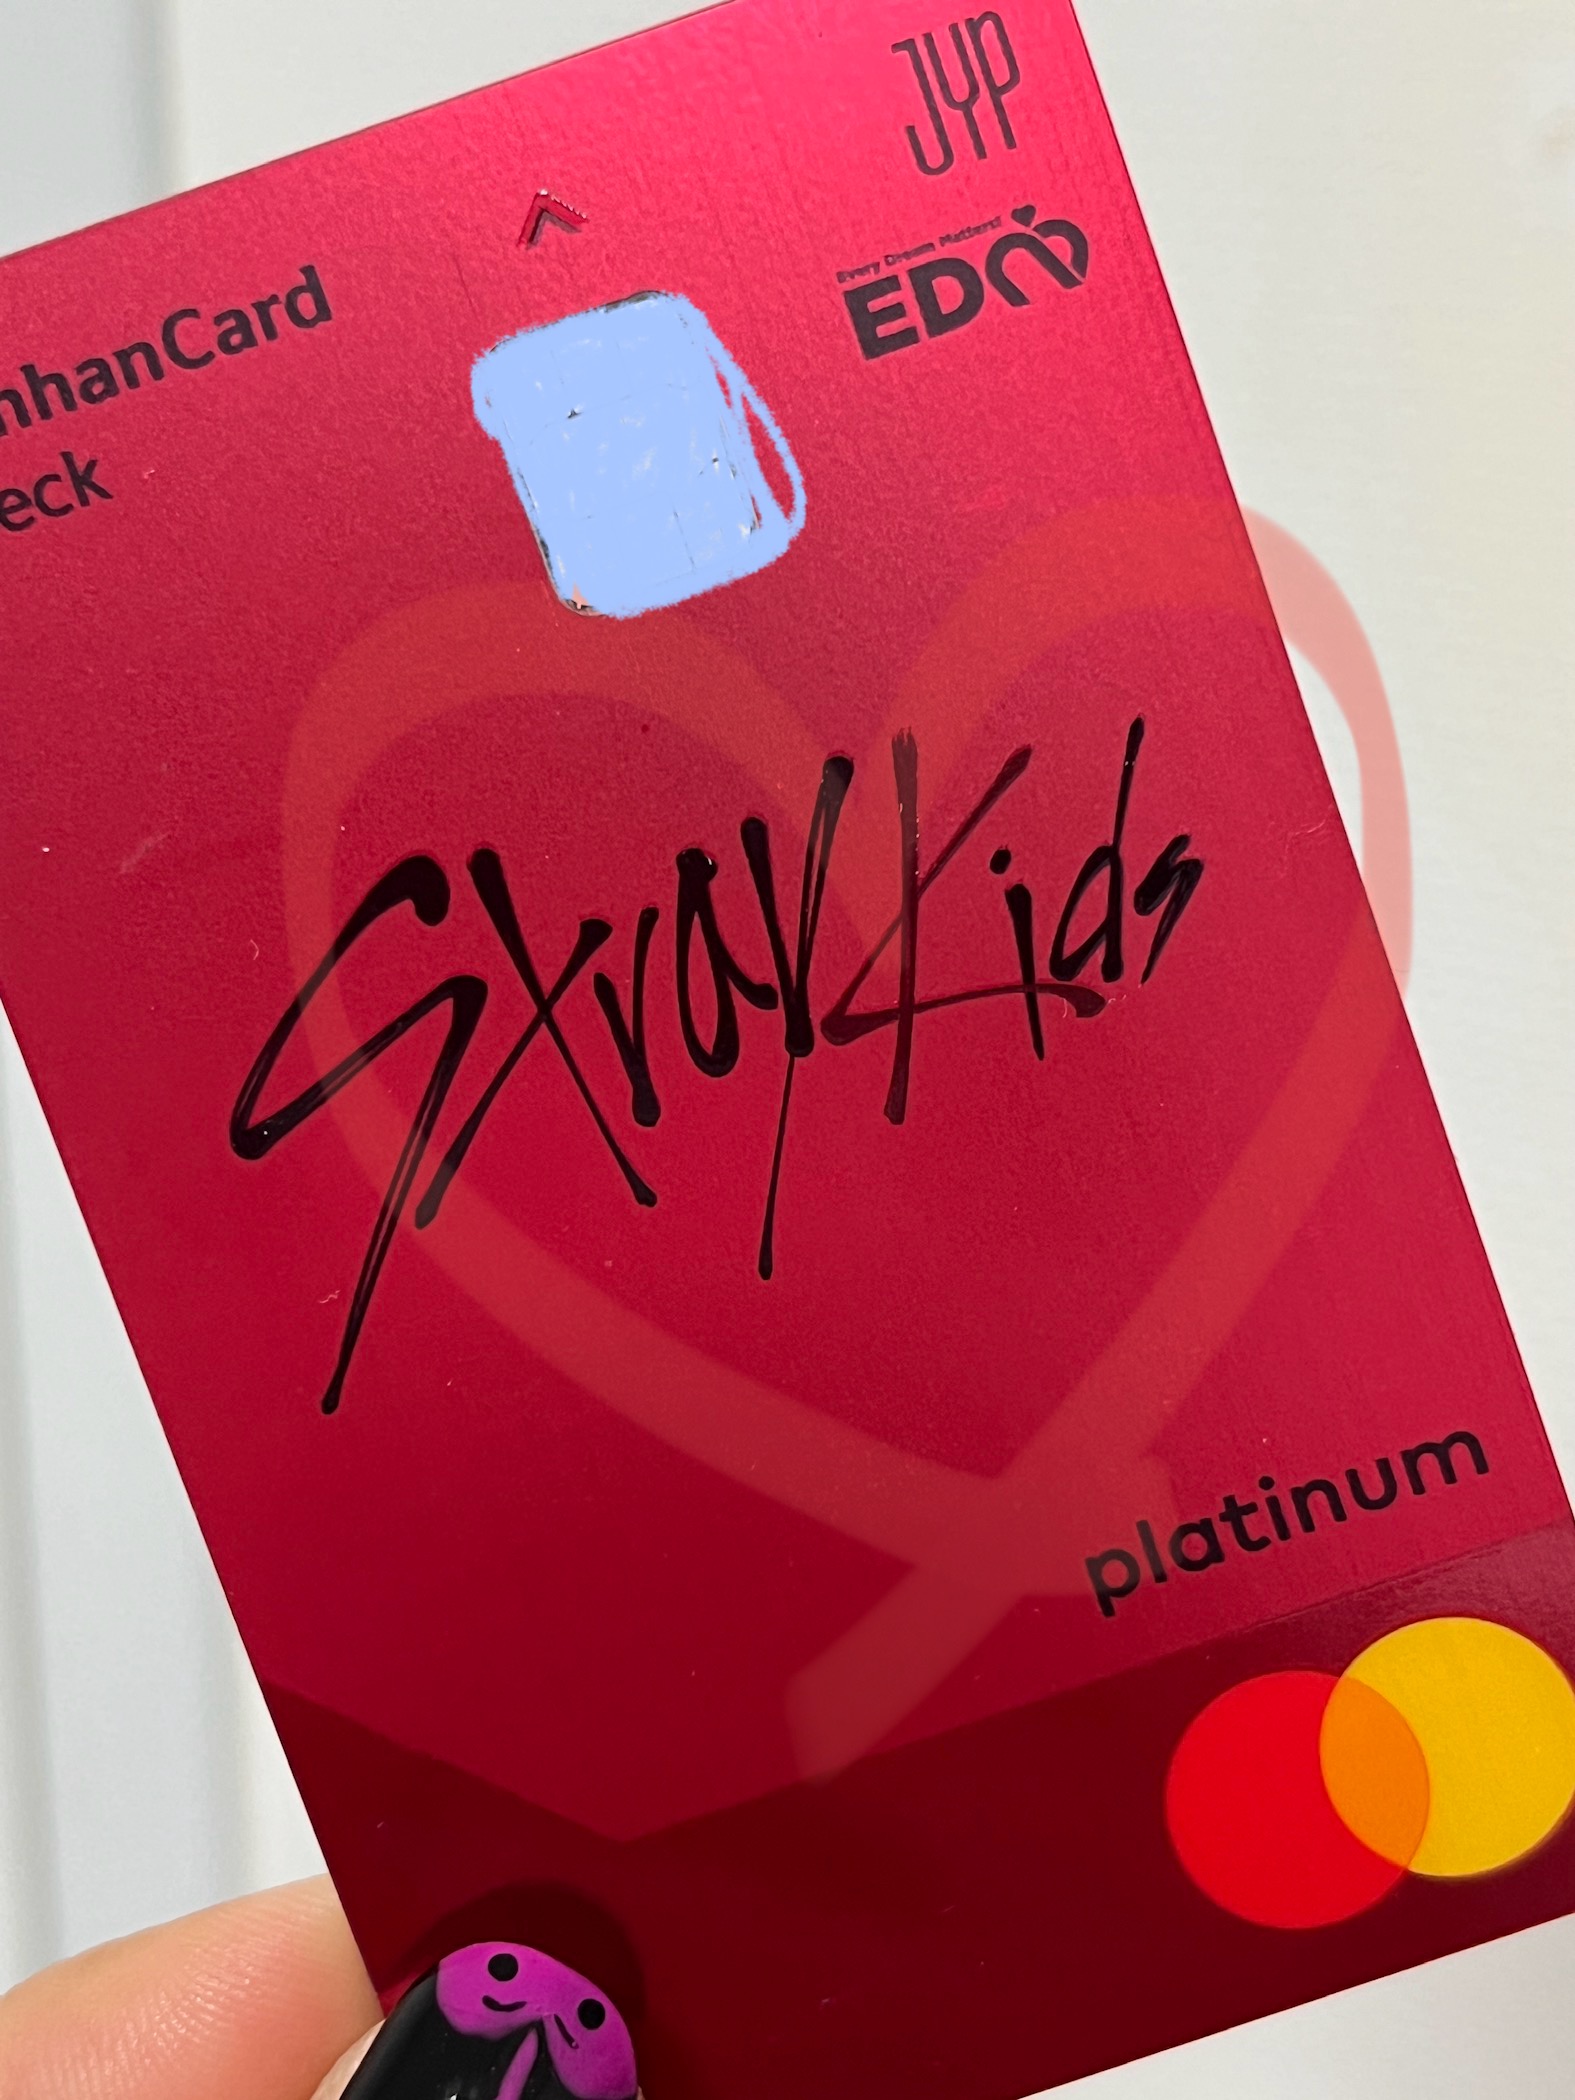 JYP
Every Dream Matters!
EDM
nhanCard
eck
Stray Kids
platinum